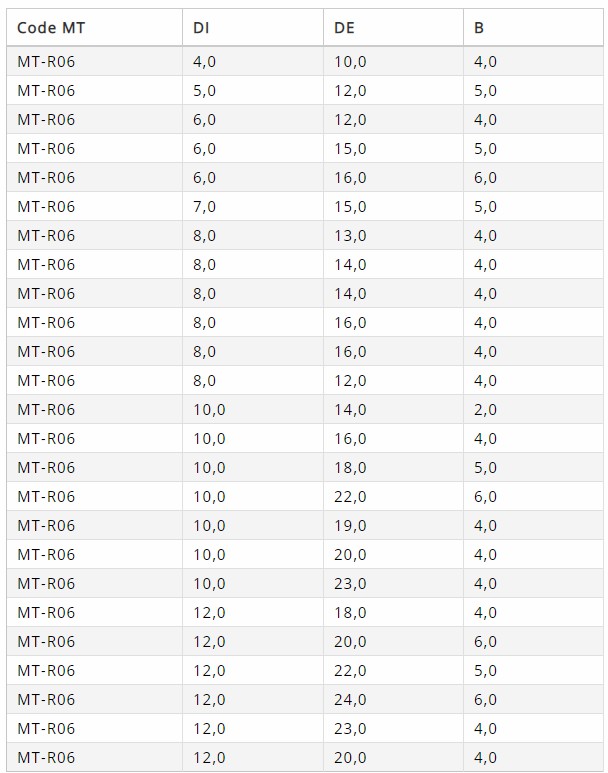 Code MT DI DE B
MT-R06 4,0 10,0 4,0
MT-R06 5,0 12,0 5,0
MT-R06 6,0 12,0 4,0
MT-R06 6,0 15,0 5,0
MT-R06 6,0 16,0 6,0
MT-R06 7,0 15,0 5,0
MT-R06 8,0 13,0 4,0
MT-R06 8,0 14,0 4,0
MT-R06 8,0 14,0 4,0
MT-R06 8,0 16,0 4,0
MT-R06 8,0 16,0 4,0
MT-R06 8,0 12,0 4,0
MT-R06 10,0 14,0 2,0
MT-R06 10,0 16,0 4,0
MT-R06 10,0 18,0 5,0
MT-R06 10,0 22,0 6,0
MT-R06 10,0 19,0 4,0
MT-R06 10,0 20,0 4,0
MT-R06 10,0 23,0 4,0
MT-R06 12,0 18,0 4,0
MT-R06 12,0 20,0 6,0
MT-R06 12,0 22,0 5,0
MT-R06 12,0 24,0 6,0
MT-R06 12,0 23,0 4,0
MT-R06 12,0 20,0 4,0